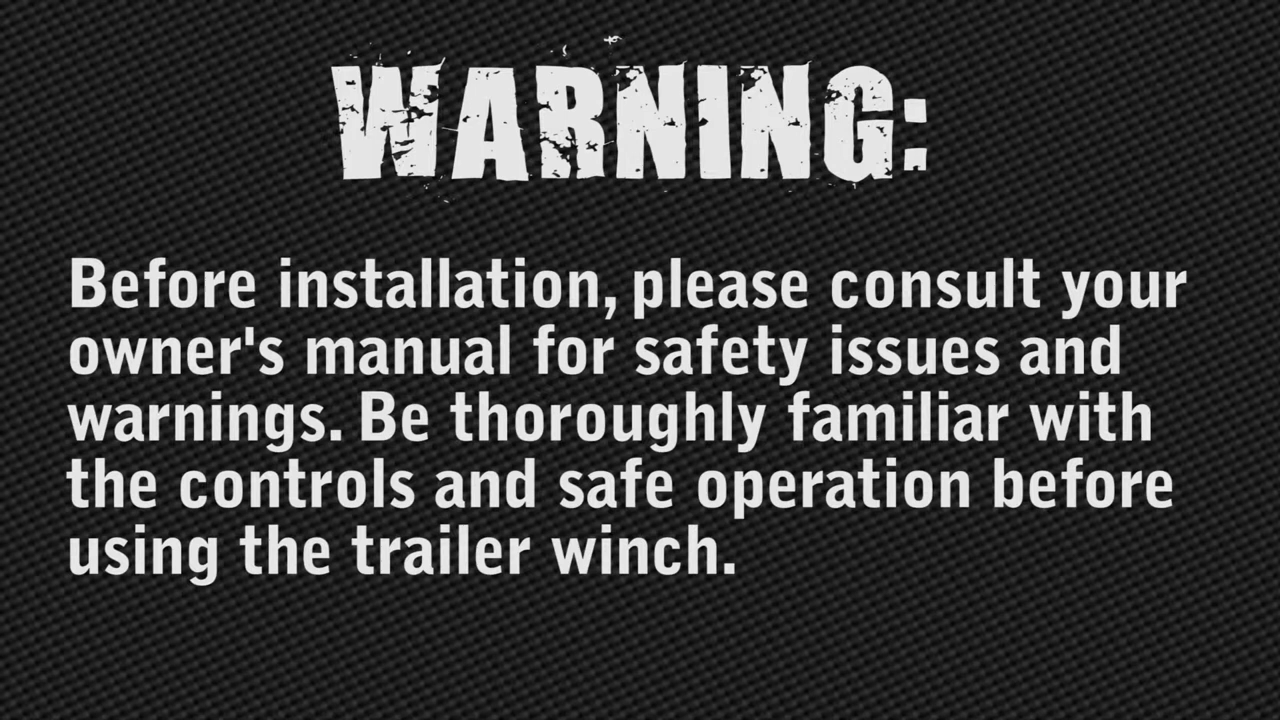 WARNING:
Before installation, please consult your
owner's manual for safety issues and
warnings. Be thoroughly familiar with
the controls and safe operation before
using the trailer winch.